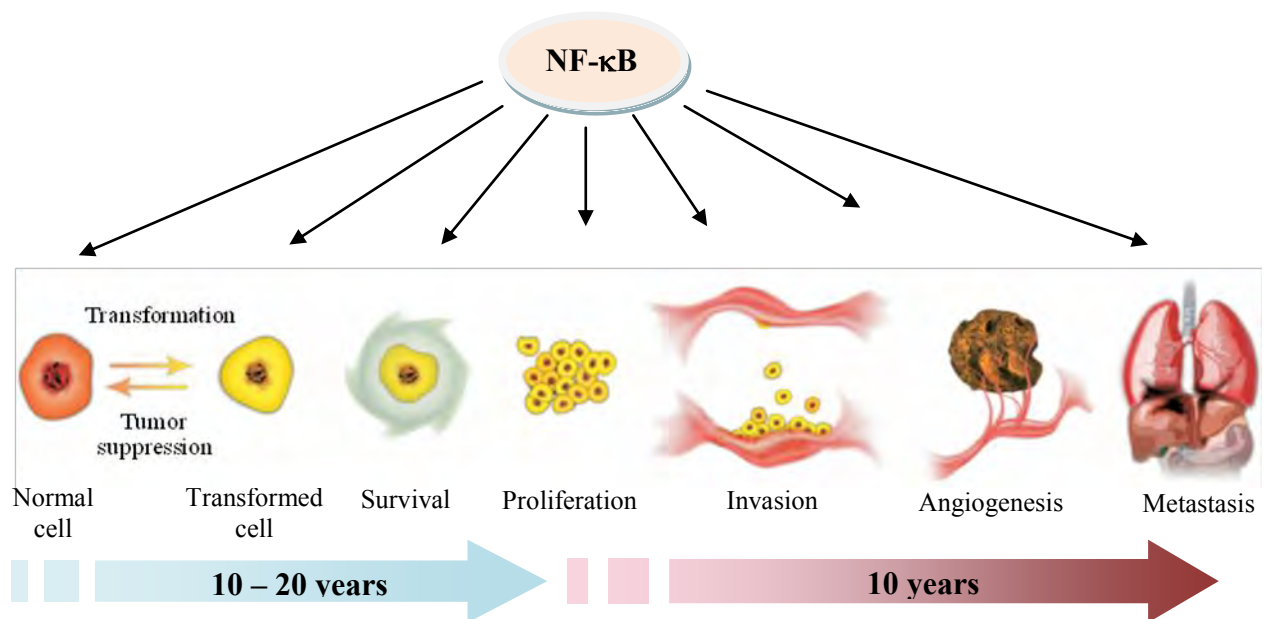 NF-κB
Transformation
Tumor
suppression
Normal
cell
Transformed
cell
Survival
Proliferation
Invasion
Angiogenesis
Metastasis
10 – 20 years
10 years